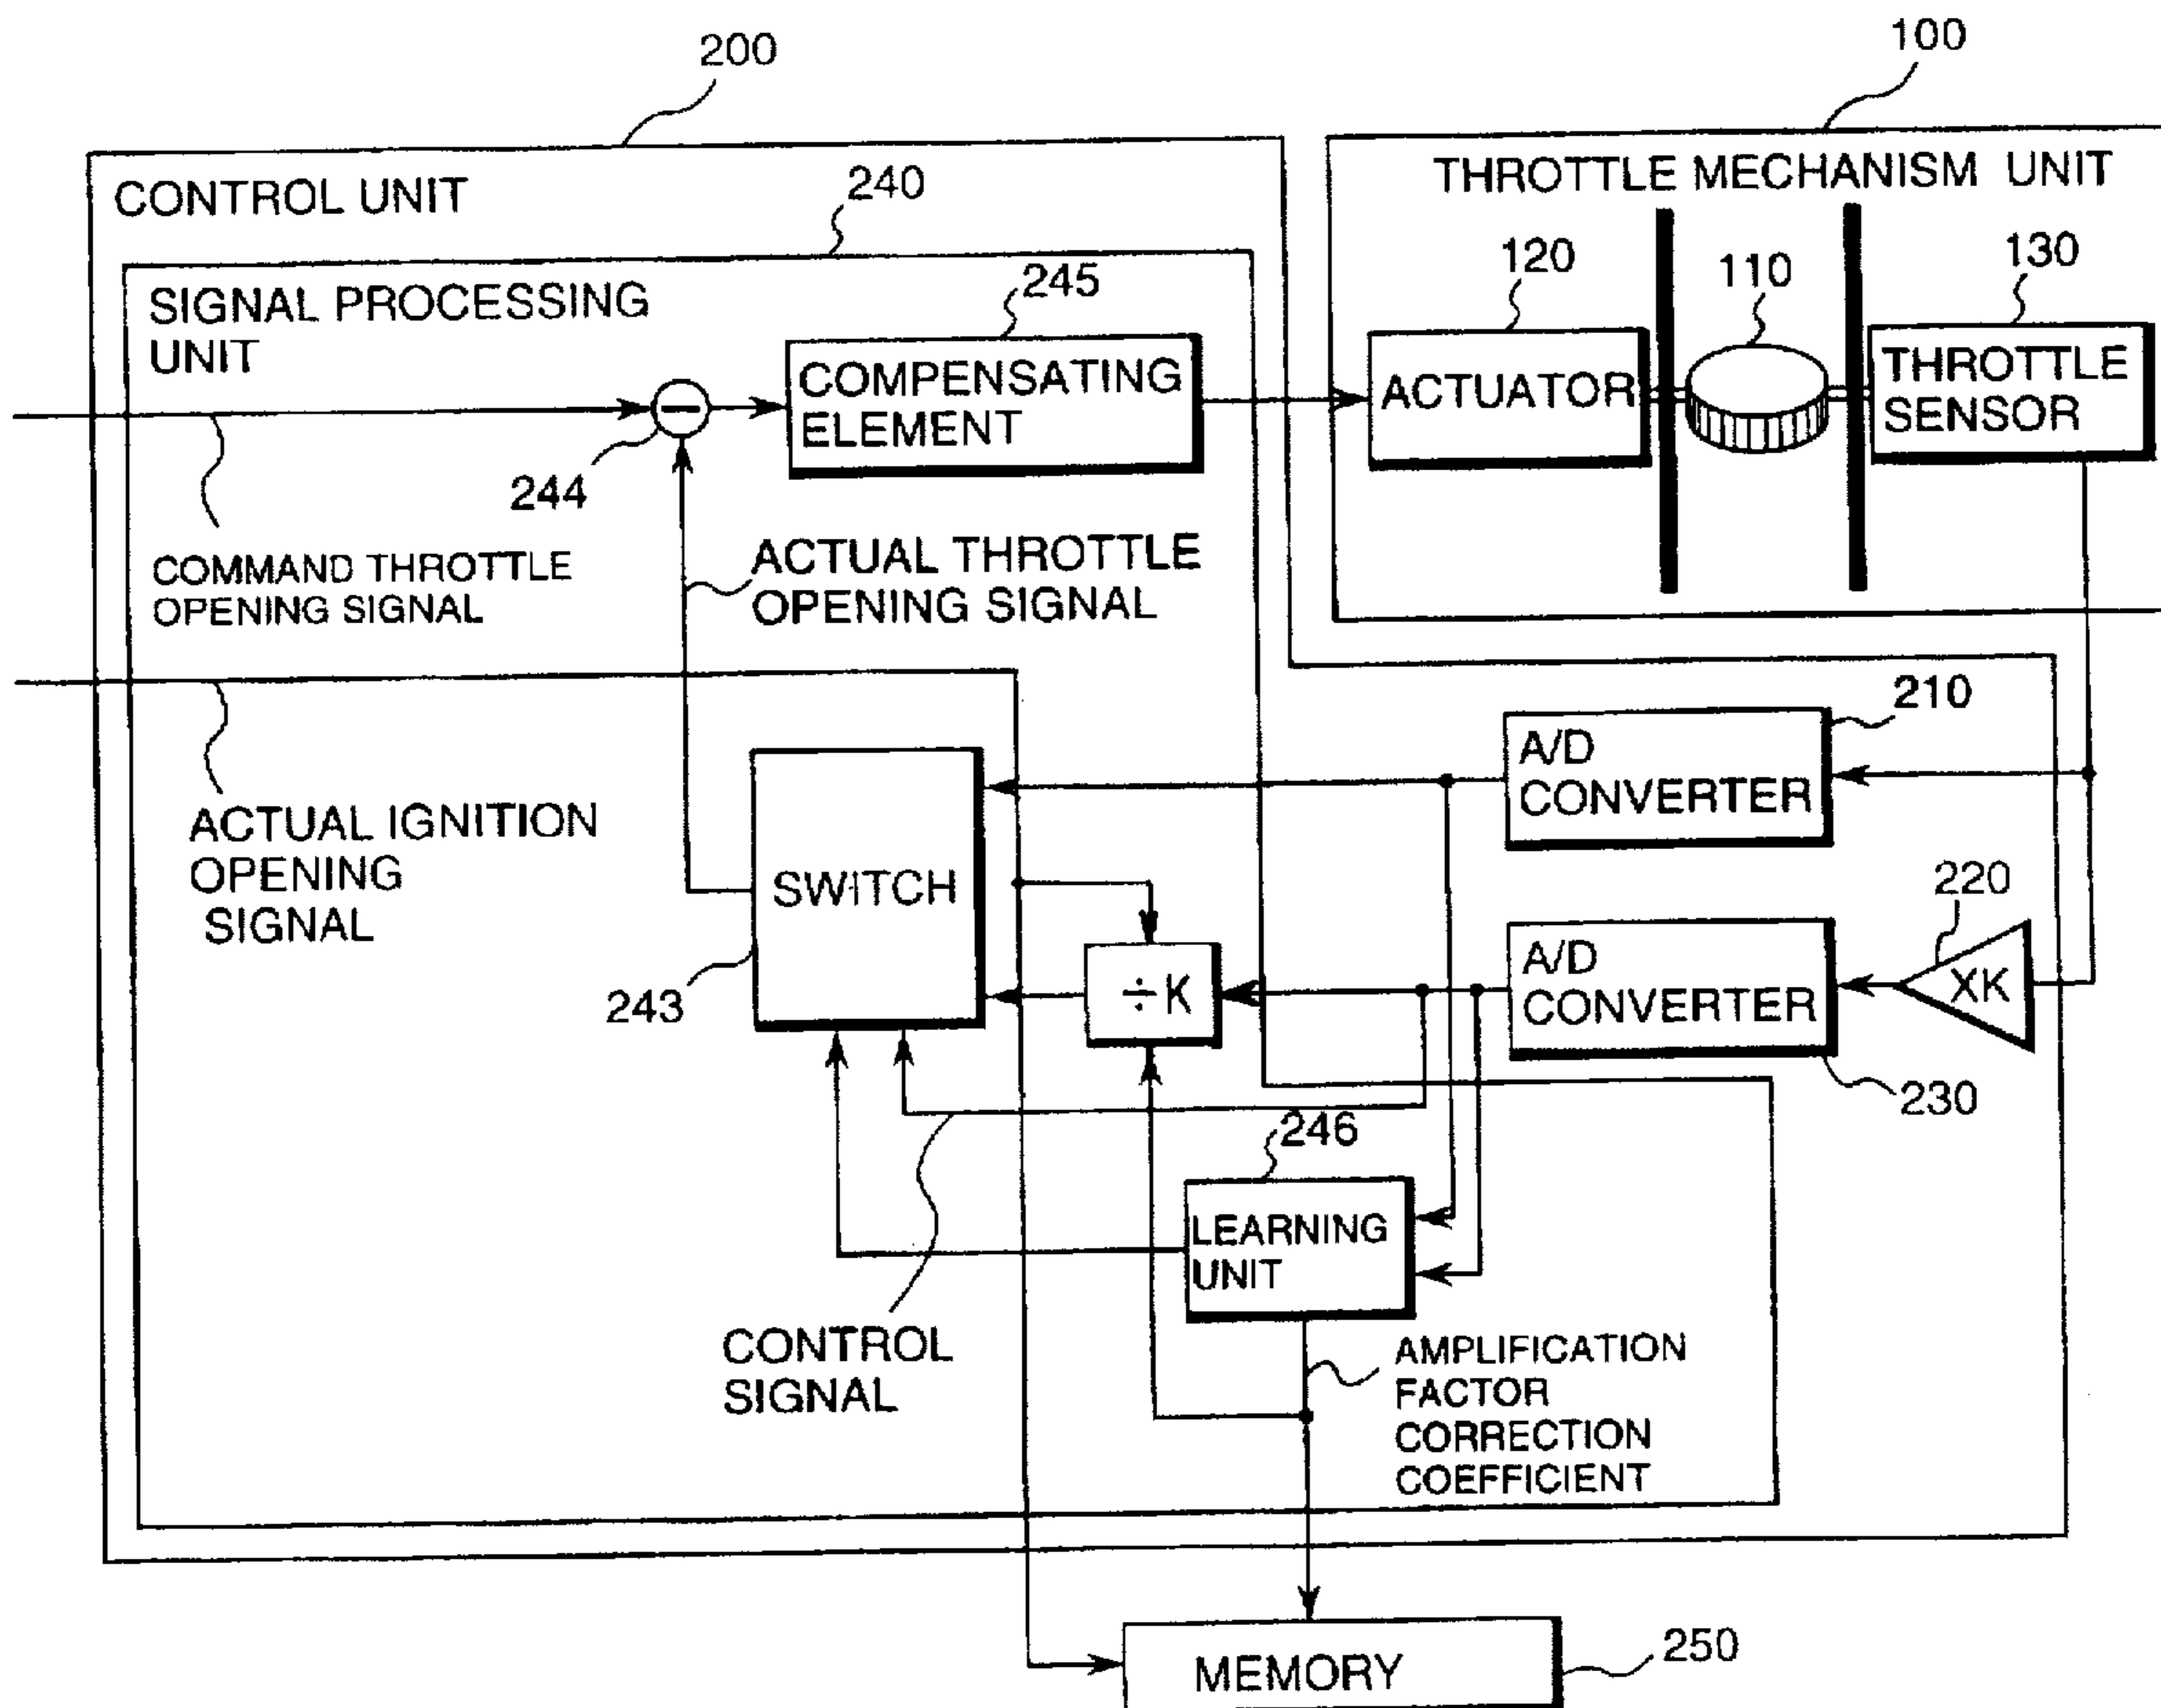 200
100
CONTROL UNIT
240
THROTTLE MECHANISM UNIT
SIGNAL PROCESSING
UNIT
245
120
110
130
COMPENSATING
ELEMENT
ACTUATOR
THROTTLE
SENSOR
244
COMMAND THROTTLE
OPENING SIGNAL
ACTUAL THROTTLE
OPENING SIGNAL
210
A/D
CONVERTER
ACTUAL IGNITION
OPENING
SIGNAL
SWITCH
243
÷K
220
A/D
CONVERTER
XK
230
246
LEARNING
UNIT
CONTROL
SIGNAL
AMPLIFICATION
FACTOR
CORRECTION
COEFFICIENT
MEMORY
250